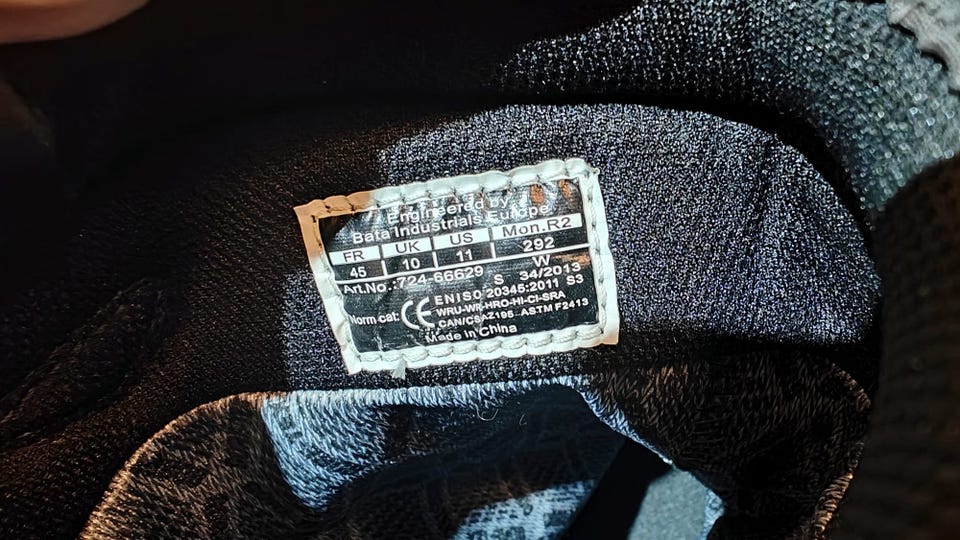 Engineered by
Bata Industrials Europe
FR UK US Mon.R2
45 10 11 292
W
Art.No.:724-66629 S 34/2013
Norm cat: CE EN ISO 20345:2011 S3
WRU-WR-HRO-HI-CI-SRA
CAN/CSAZ195 ASTM F2413
Made in China